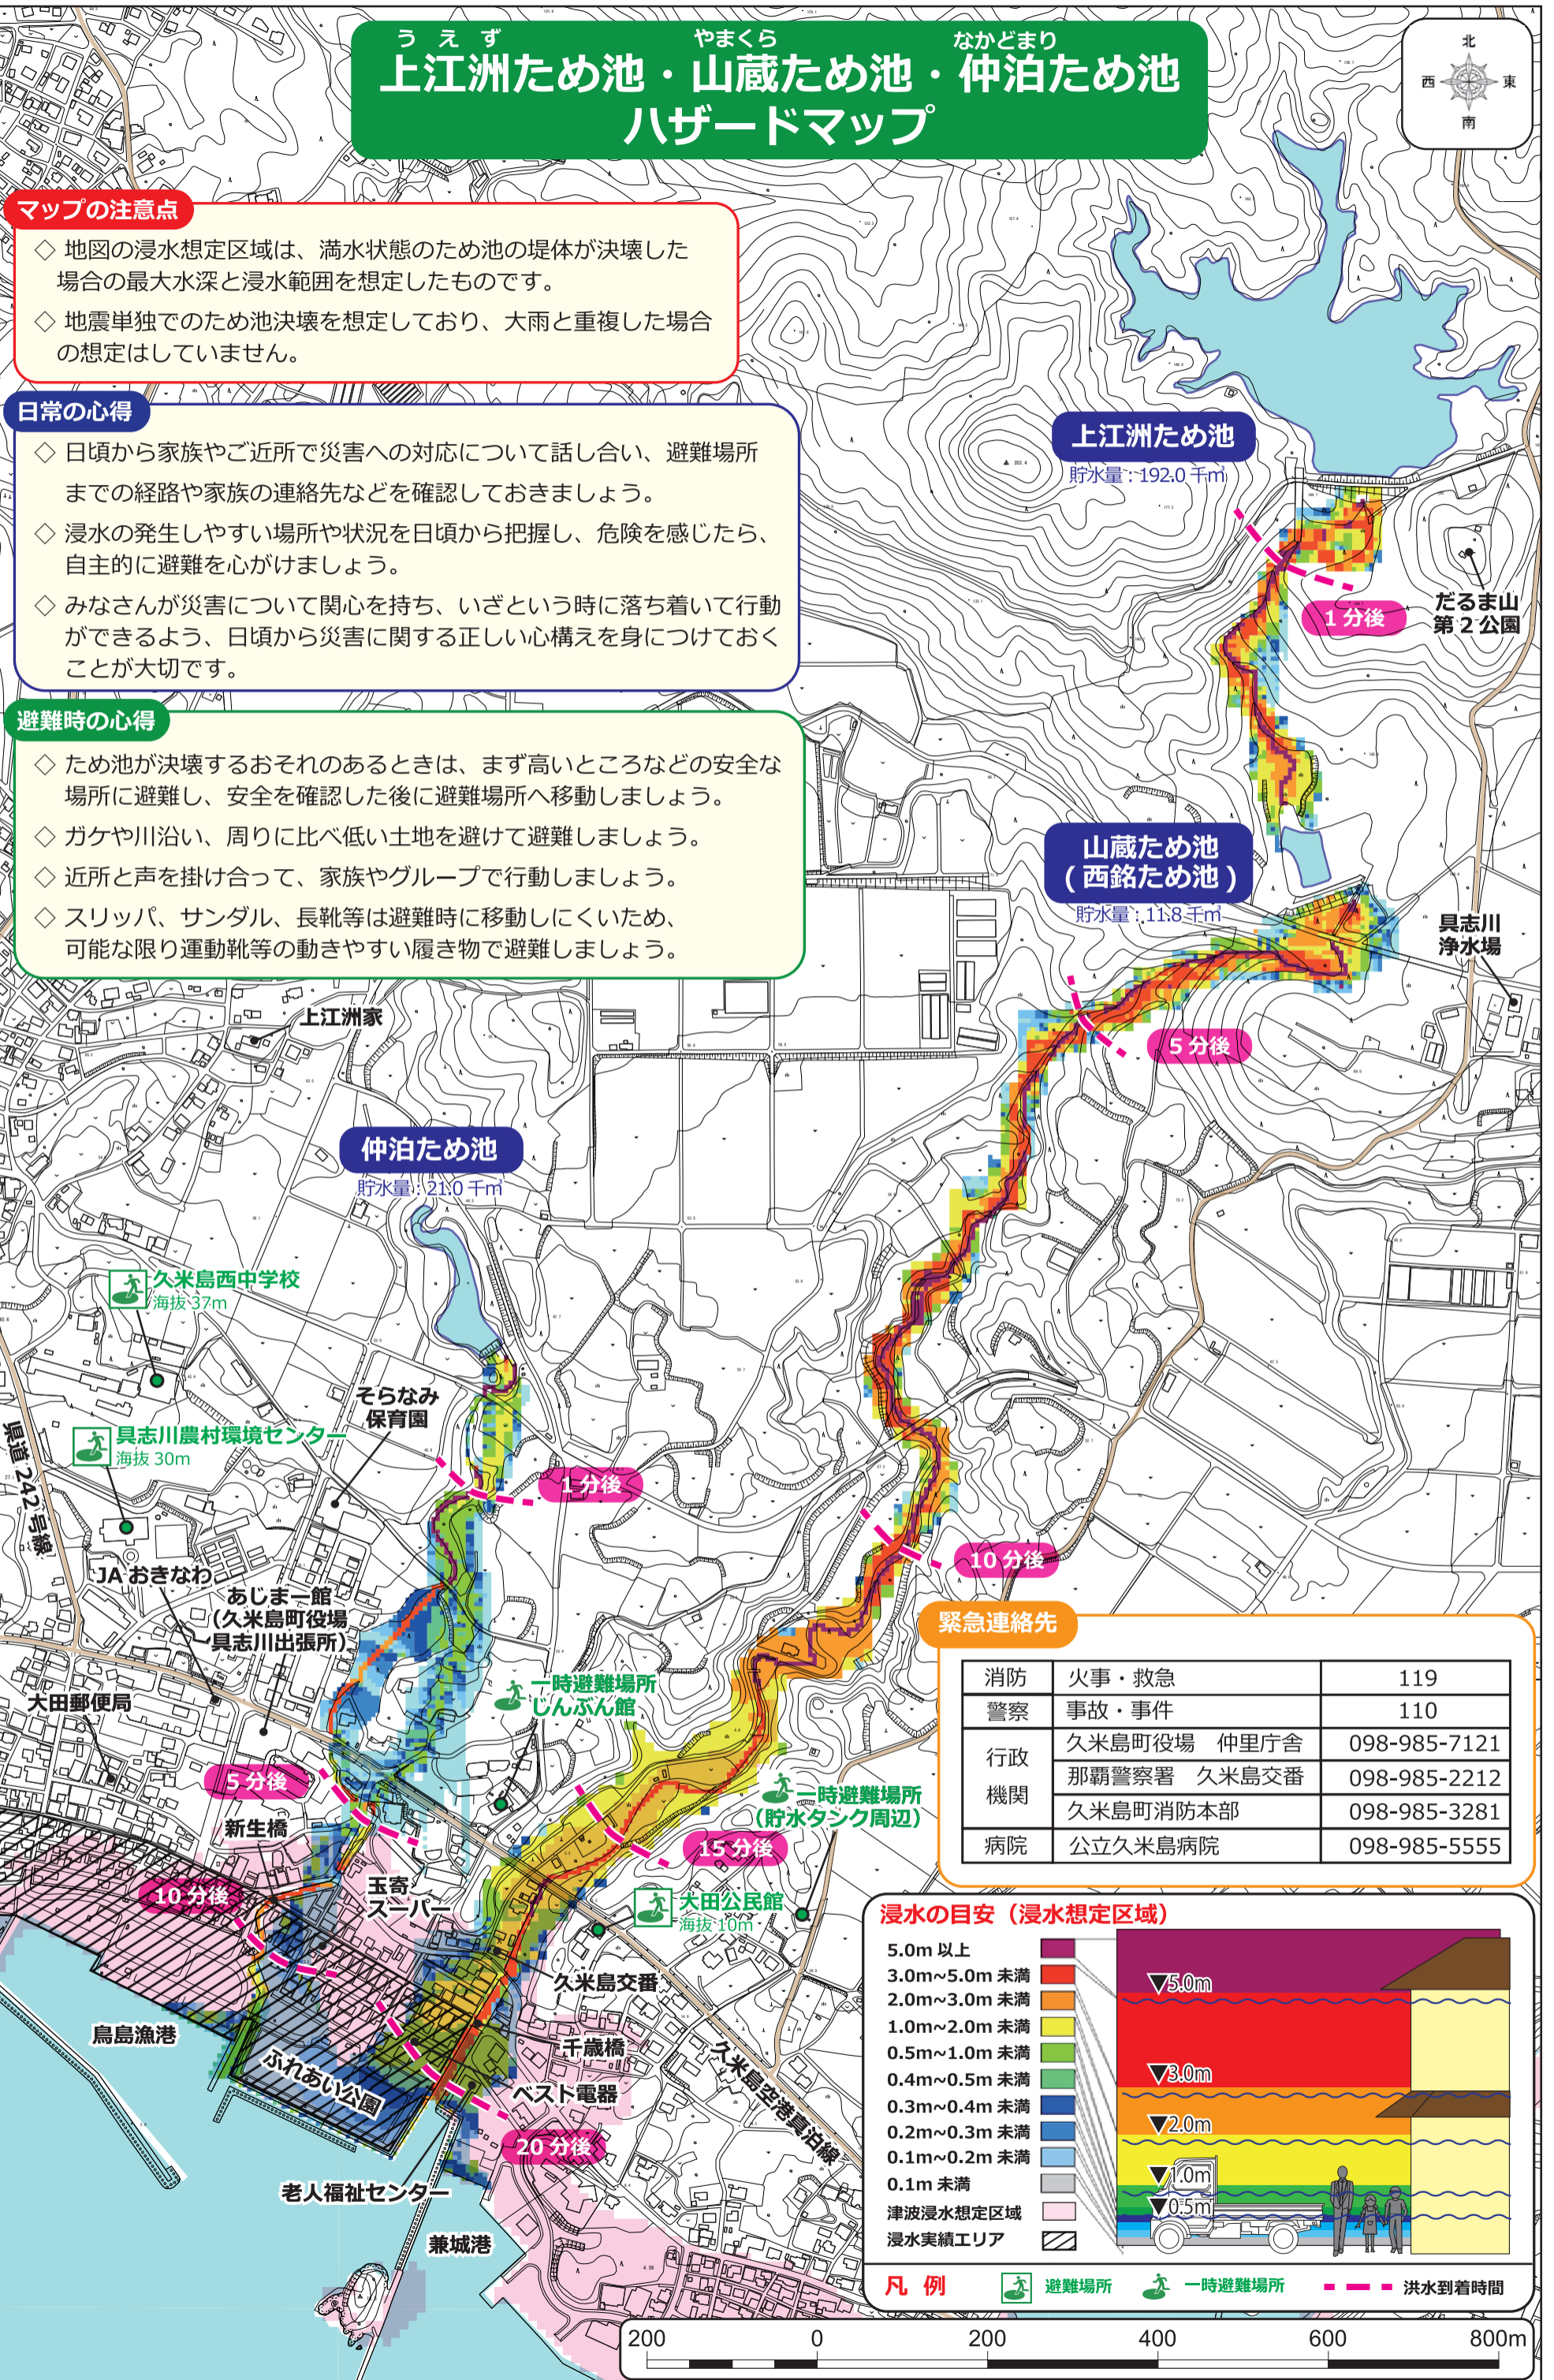 うえず
やまくら
なかどまり
上江洲ため池・山蔵ため池・仲泊ため池
ハザードマップ
北
西
東
南
マップの注意点
◇ 地図の浸水想定区域は、満水状態のため池の堤体が決壊した
場合の最大水深と浸水範囲を想定したものです。
◇ 地震単独でのため池決壊を想定しており、大雨と重複した場合
の想定はしていません。
日常の心得
◇ 日頃から家族やご近所で災害への対応について話し合い、避難場所
までの経路や家族の連絡先などを確認しておきましょう。
◇ 浸水の発生しやすい場所や状況を日頃から把握し、危険を感じたら、
自主的に避難を心がけましょう。
◇ みなさんが災害について関心を持ち、いざという時に落ち着いて行動
ができるよう、日頃から災害に関する正しい心構えを身につけておく
ことが大切です。
避難時の心得
◇ ため池が決壊するおそれのあるときは、まず高いところなどの安全な
場所に避難し、安全を確認した後に避難場所へ移動しましょう。
◇ ガケや川沿い、周りに比べ低い土地を避けて避難しましょう。
◇ 近所と声を掛け合って、家族やグループで行動しましょう。
◇ スリッパ、サンダル、長靴等は避難時に移動しにくいため、
可能な限り運動靴等の動きやすい履き物で避難しましょう。
上江洲ため池
貯水量：192.0 千㎥
1 分後
だるま山
第 2 公園
山蔵ため池
( 西銘ため池 )
貯水量：11.8 千㎥
具志川
浄水場
5 分後
上江洲家
仲泊ため池
貯水量：21.0 千㎥
久米島西中学校
海抜 37m
具志川農村環境センター
海抜 30m
県道 242 号線
そらなみ
保育園
1 分後
10 分後
JA おきなわ
あじまー館
（久米島町役場
具志川出張所）
大田郵便局
一時避難場所
じんぶん館
5 分後
新生橋
一時避難場所
（貯水タンク周辺）
15 分後
10 分後
玉寄
スーパー
大田公民館
海抜 10m
久米島交番
鳥島漁港
ふれあい公園
千歳橋
ベスト電器
久米島空港真泊線
20 分後
老人福祉センター
兼城港
緊急連絡先
消防 火事・救急 119
警察 事故・事件 110
行政
機関
久米島町役場　仲里庁舎 098-985-7121
那覇警察署　久米島交番 098-985-2212
久米島町消防本部 098-985-3281
病院 公立久米島病院 098-985-5555
浸水の目安（浸水想定区域）
5.0m 以上
3.0m~5.0m 未満
2.0m~3.0m 未満
1.0m~2.0m 未満
0.5m~1.0m 未満
0.4m~0.5m 未満
0.3m~0.4m 未満
0.2m~0.3m 未満
0.1m~0.2m 未満
0.1m 未満
津波浸水想定区域
浸水実績エリア
▼5.0m
▼3.0m
▼2.0m
▼1.0m
▼0.5m
凡 例
避難場所
一時避難場所
洪水到着時間
200 0 200 400 600 800m